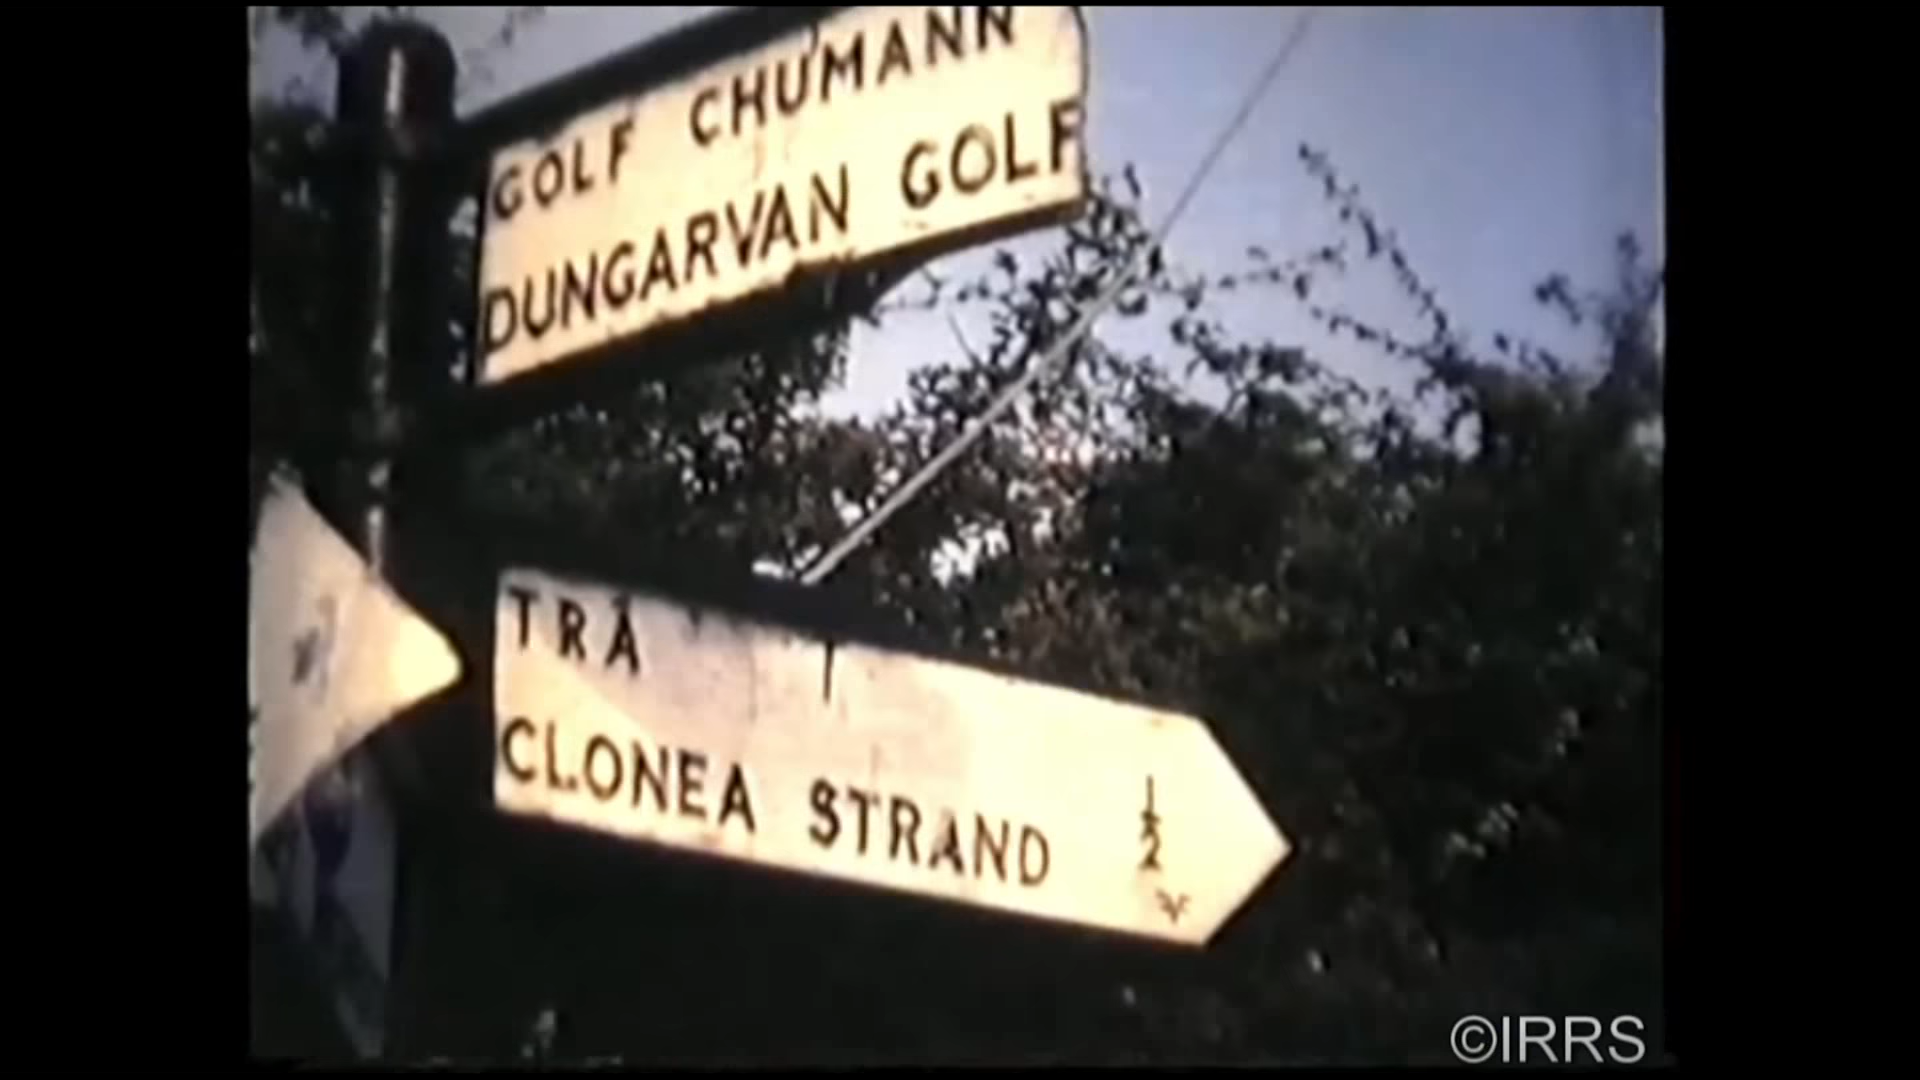 GOLF CHUMANN
DUNGARVAN GOLF
TRÁ
CLONEA STRAND
1/2
©IRRS